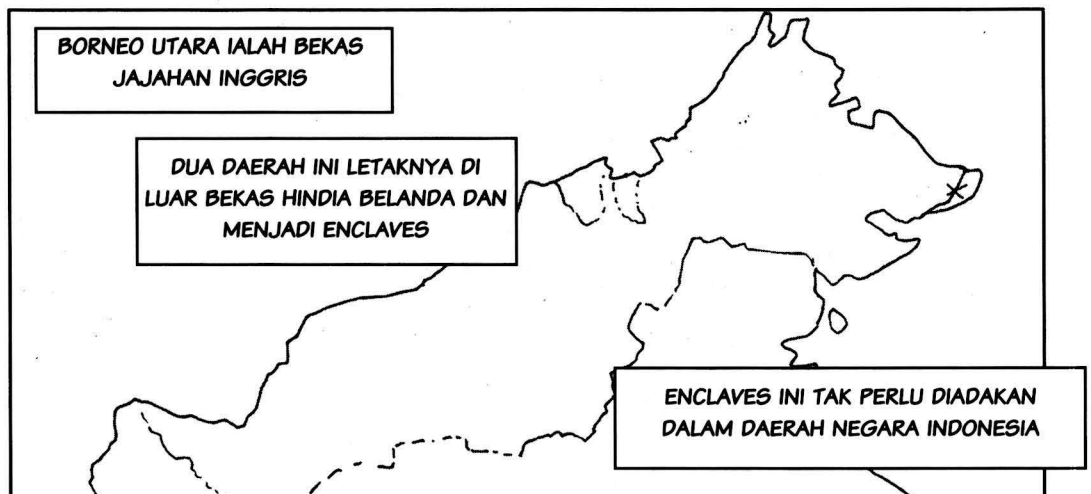 BORNEO UTARA IALAH BEKAS
JAJAHAN INGGRIS
DUA DAERAH INI LETAKNYA DI
LUAR BEKAS HINDIA BELANDA DAN
MENJADI ENCLAVES
ENCLAVES INI TAK PERLU DIADAKAN
DALAM DAERAH NEGARA INDONESIA